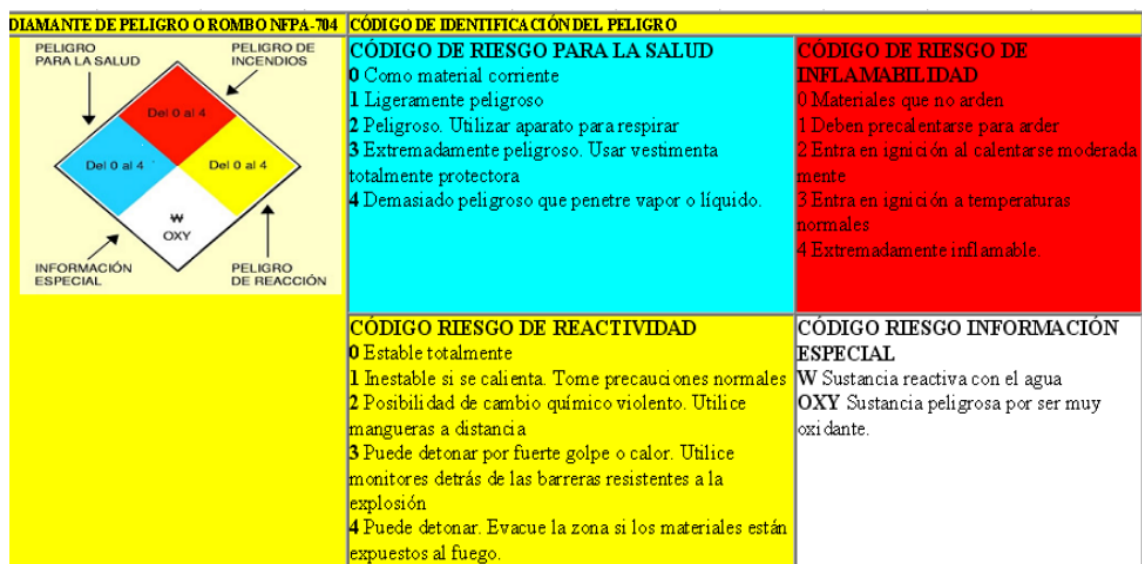 DIAMANTE DE PELIGRO O ROMBO NFPA-704
CÓDIGO DE IDENTIFICACIÓN DEL PELIGRO
PELIGRO
PARA LA SALUD
PELIGRO DE
INCENDIOS
Del 0 al 4
Del 0 al 4
Del 0 al 4
W
OXY
INFORMACIÓN
ESPECIAL
PELIGRO
DE REACCIÓN
CÓDIGO DE RIESGO PARA LA SALUD
0 Como material corriente
1 Ligeramente peligroso
2 Peligroso. Utilizar aparato para respirar
3 Extremadamente peligroso. Usar vestimenta
totalmente protectora
4 Demasiado peligroso que penetre vapor o líquido.
CÓDIGO DE RIESGO DE
INFLAMABILIDAD
0 Materiales que no arden
1 Deben precalentarse para arder
2 Entra en ignición al calentarse moderada
mente
3 Entra en ignición a temperaturas
normales
4 Extremadamente inflamable.
CÓDIGO RIESGO DE REACTIVIDAD
0 Estable totalmente
1 Inestable si se calienta. Tome precauciones normales
2 Posibilidad de cambio químico violento. Utilice
mangueras a distancia
3 Puede detonar por fuerte golpe o calor. Utilice
monitores detrás de las barreras resistentes a la
explosión
4 Puede detonar. Evacue la zona si los materiales están
expuestos al fuego.
CÓDIGO RIESGO INFORMACIÓN
ESPECIAL
W Sustancia reactiva con el agua
OXY Sustancia peligrosa por ser muy
oxidante.